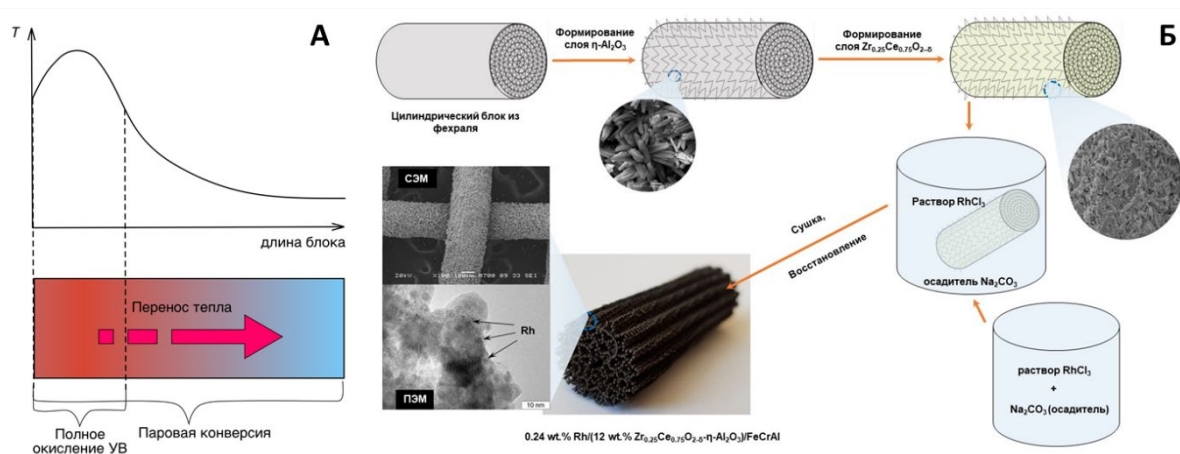 T
А
длина блока
Перенос тепла
Полное
окисление УВ
Паровая конверсия
Б
Цилиндрический блок из
фехраля
Формирование
слоя η-Al₂O₃
Формирование
слоя Zr₀.₂₅Ce₀.₇₅O₂₋δ
Раствор RhCl₃
осадитель Na₂CO₃
раствор RhCl₃
+
Na₂CO₃ (осадитель)
Сушка,
Восстановление
СЭМ
Rh
ПЭМ
10 nm
0.24 wt.% Rh/(12 wt.% Zr₀.₂₅Ce₀.₇₅O₂₋δ-η-Al₂O₃)/FeCrAl